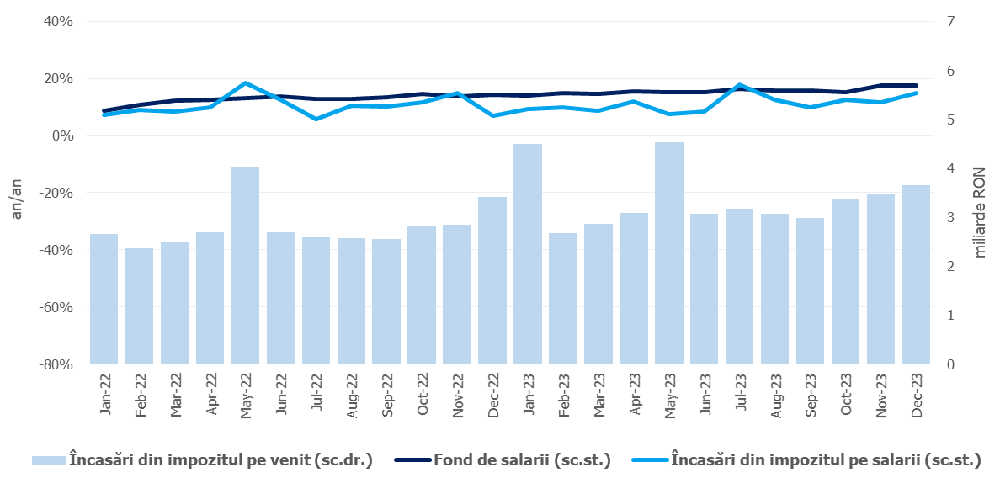 40%
20%
0%
-20%
-40%
-60%
-80%
an/an
7
6
5
4
3
2
1
0
miliarde RON
Jan-22
Feb-22
Mar-22
Apr-22
May-22
Jun-22
Jul-22
Aug-22
Sep-22
Oct-22
Nov-22
Dec-22
Jan-23
Feb-23
Mar-23
Apr-23
May-23
Jun-23
Jul-23
Aug-23
Sep-23
Oct-23
Nov-23
Dec-23
Încasări din impozitul pe venit (sc.dr.)
Fond de salarii (sc.st.)
Încasări din impozitul pe salarii (sc.st.)